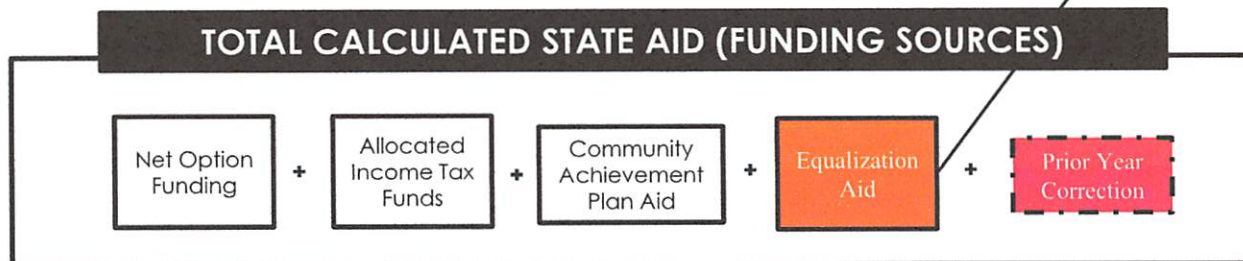 TOTAL CALCULATED STATE AID (FUNDING SOURCES)
Net Option
Funding
+
Allocated
Income Tax
Funds
+
Community
Achievement
Plan Aid
+
Equalization
Aid
+
Prior Year
Correction